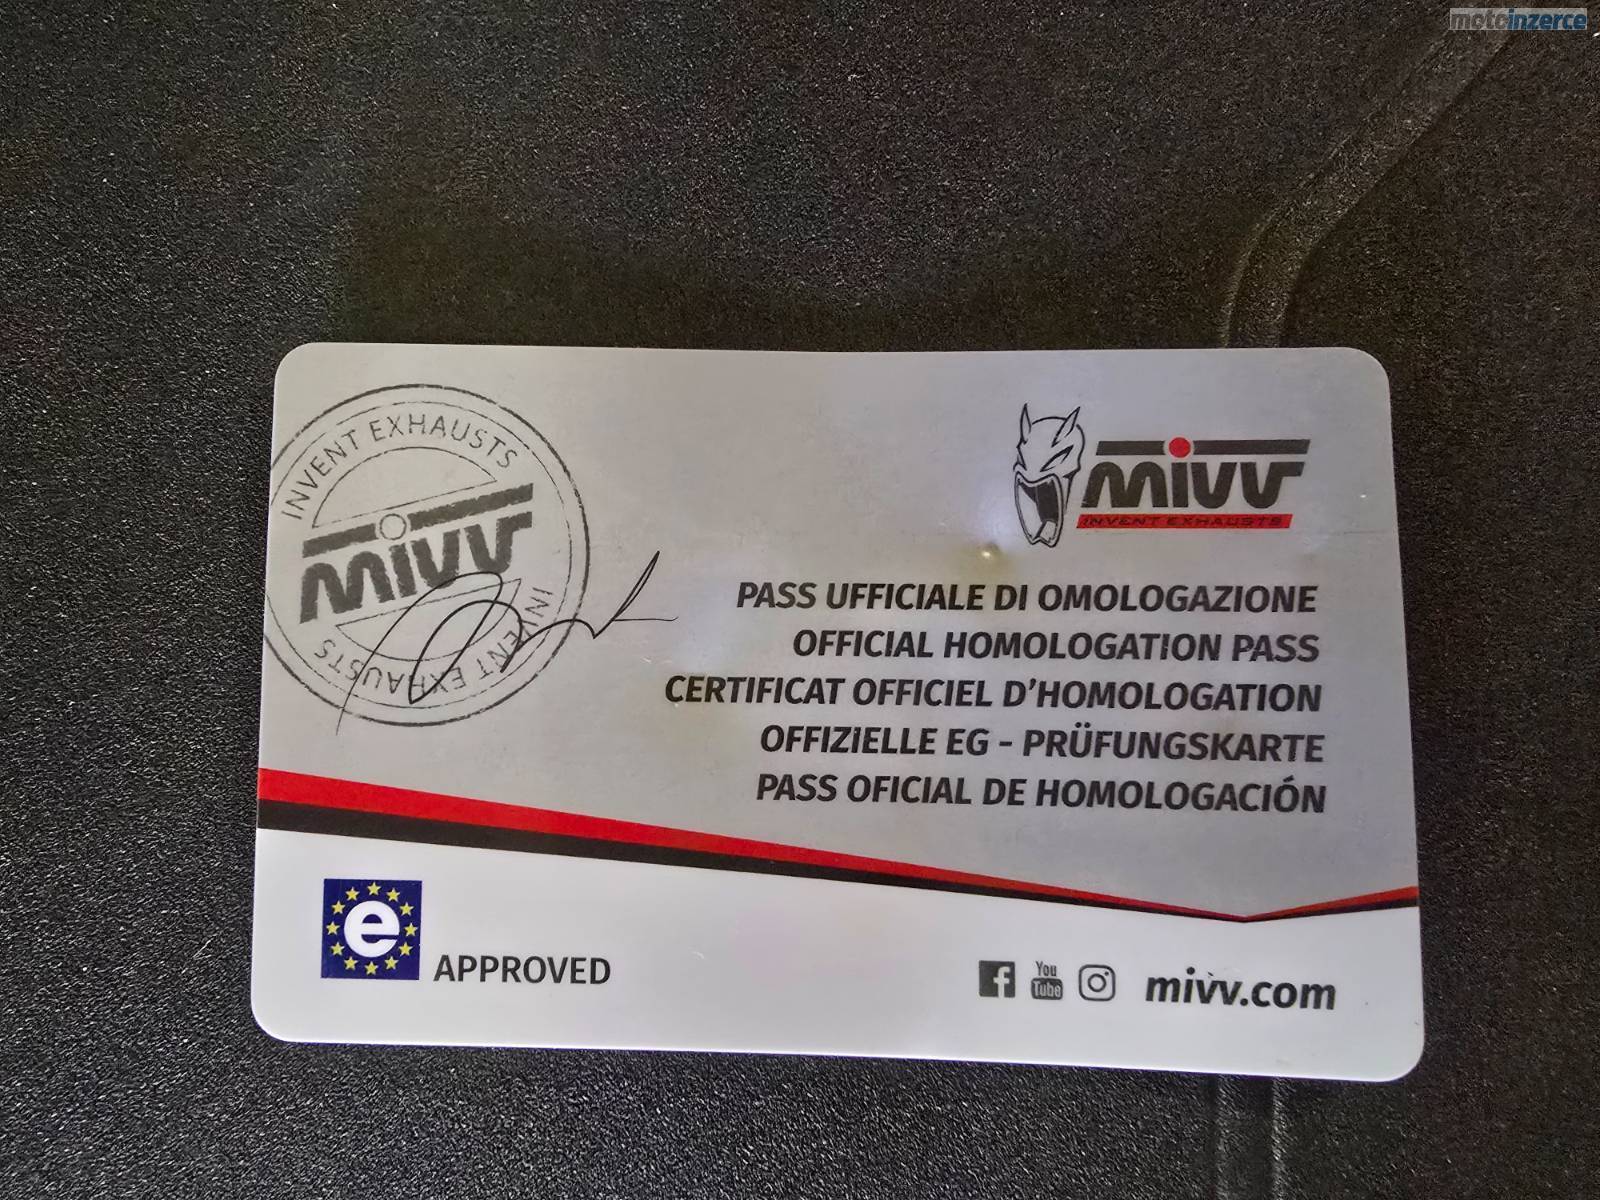 motoinzerce
INVENT EXHAUSTS
mivv
INVENT EXHAUSTS
mivv
INVENT EXHAUSTS
PASS UFFICIALE DI OMOLOGAZIONE
OFFICIAL HOMOLOGATION PASS
CERTIFICAT OFFICIEL D'HOMOLOGATION
OFFIZIELLE EG - PRÜFUNGSKARTE
PASS OFICIAL DE HOMOLOGACIÓN
e APPROVED
f You Tube mivv.com